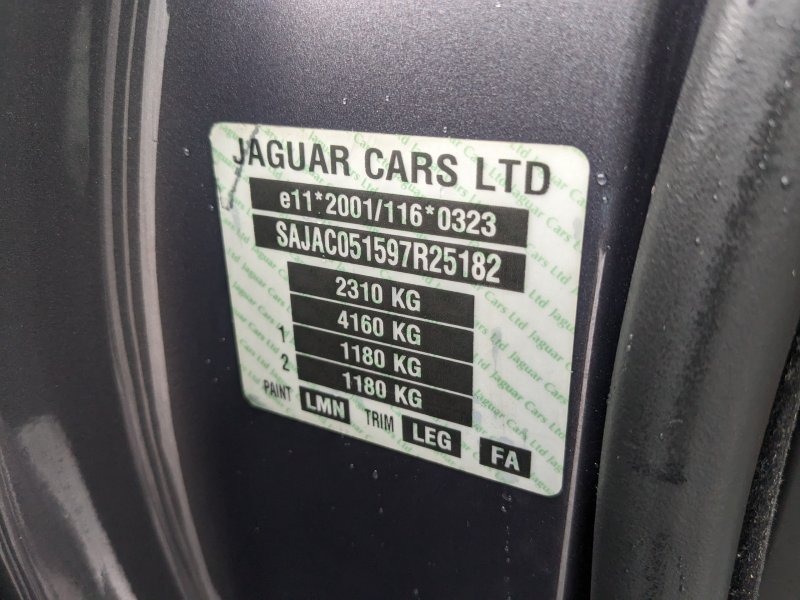 JAGUAR CARS LTD
e11*2001/116*0323
SAJAC051597R25182
2310 KG
4160 KG
1 1180 KG
2 1180 KG
PAINT LMN TRIM LEG FA